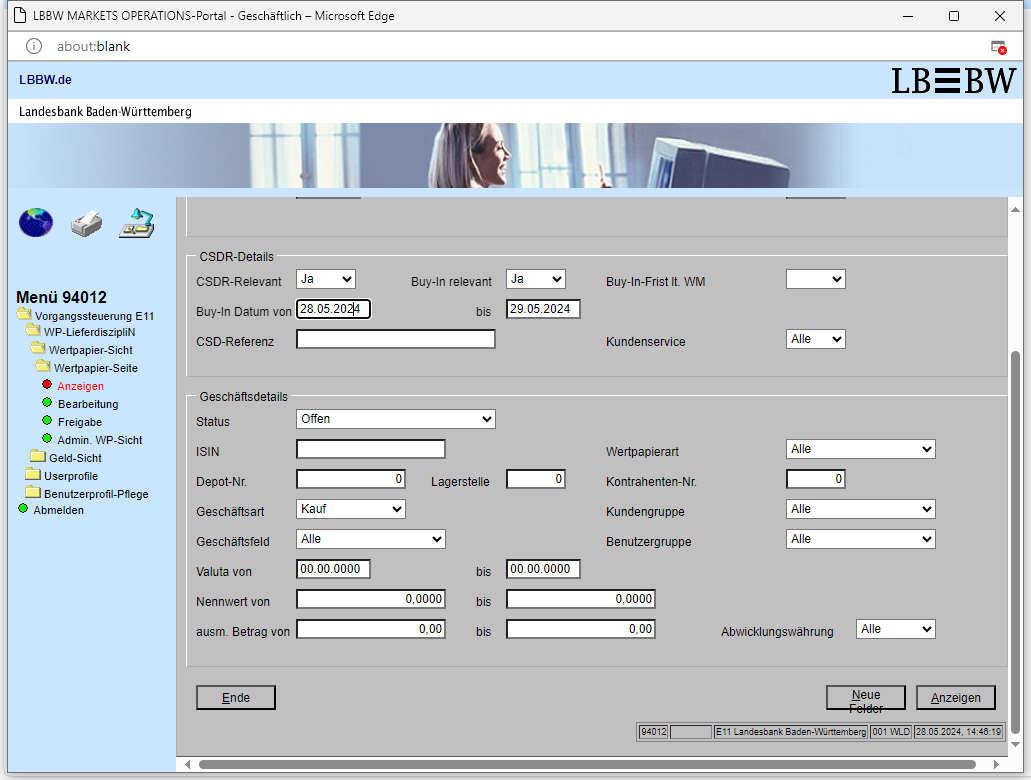 LBBW MARKETS OPERATIONS-Portal - Geschäftlich – Microsoft Edge
about:blank
LBBW.de
LB≡BW
Landesbank Baden-Württemberg
Menü 94012
Vorgangssteuerung E11
WP-LieferdiszipliN
Wertpapier-Sicht
Wertpapier-Seite
Anzeigen
Bearbeitung
Freigabe
Admin. WP-Sicht
Geld-Sicht
Userprofile
Benutzerprofil-Pflege
Abmelden
CSDR-Details
CSDR-Relevant Ja Buy-In relevant Ja Buy-In-Frist lt. WM
Buy-In Datum von 28.05.2024 bis 29.05.2024
CSD-Referenz Kundenservice Alle
Geschäftsdetails
Status Offen
ISIN Wertpapierart Alle
Depot-Nr. 0 Lagerstelle 0 Kontrahenten-Nr. 0
Geschäftsart Kauf Kundengruppe Alle
Geschäftsfeld Alle Benutzergruppe Alle
Valuta von 00.00.0000 bis 00.00.0000
Nennwert von 0,0000 bis 0,0000
ausm. Betrag von 0,00 bis 0,00 Abwicklungswährung Alle
Ende Neue Felder Anzeigen
94012 E11 Landesbank Baden-Württemberg 001 WLD 28.05.2024, 14:46:19